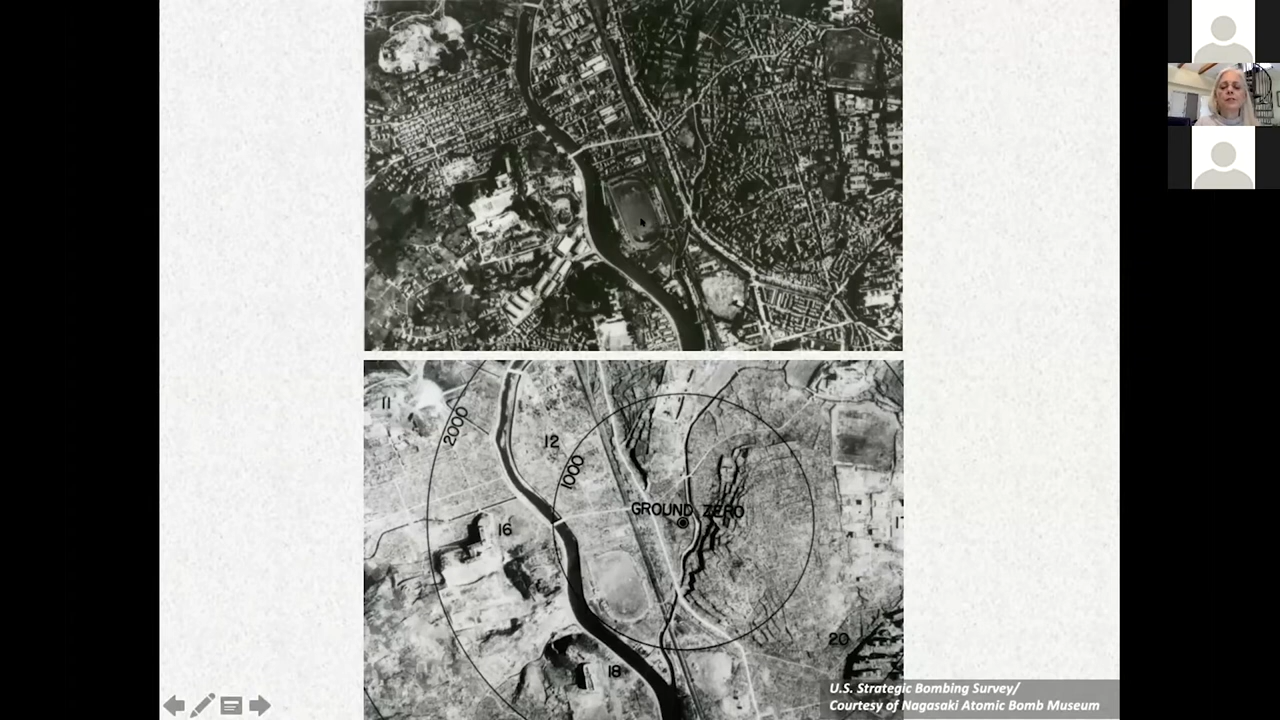 11
2000
12
1000
GROUND ZERO
16
20
18
U.S. Strategic Bombing Survey/
Courtesy of Nagasaki Atomic Bomb Museum